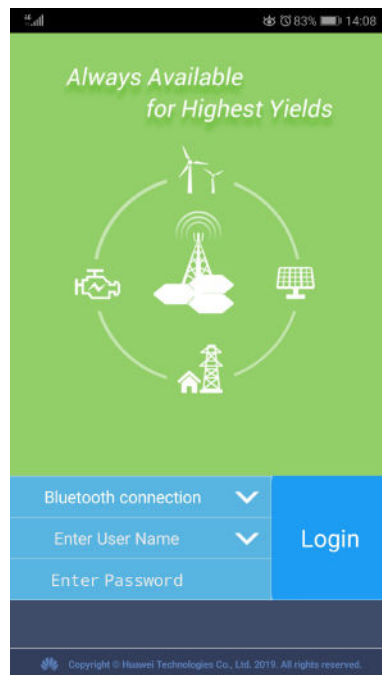 83% 14:08
Always Available
for Highest Yields
Bluetooth connection
Enter User Name
Login
Enter Password
Copyright © Huawei Technologies Co., Ltd. 2019. All rights reserved.